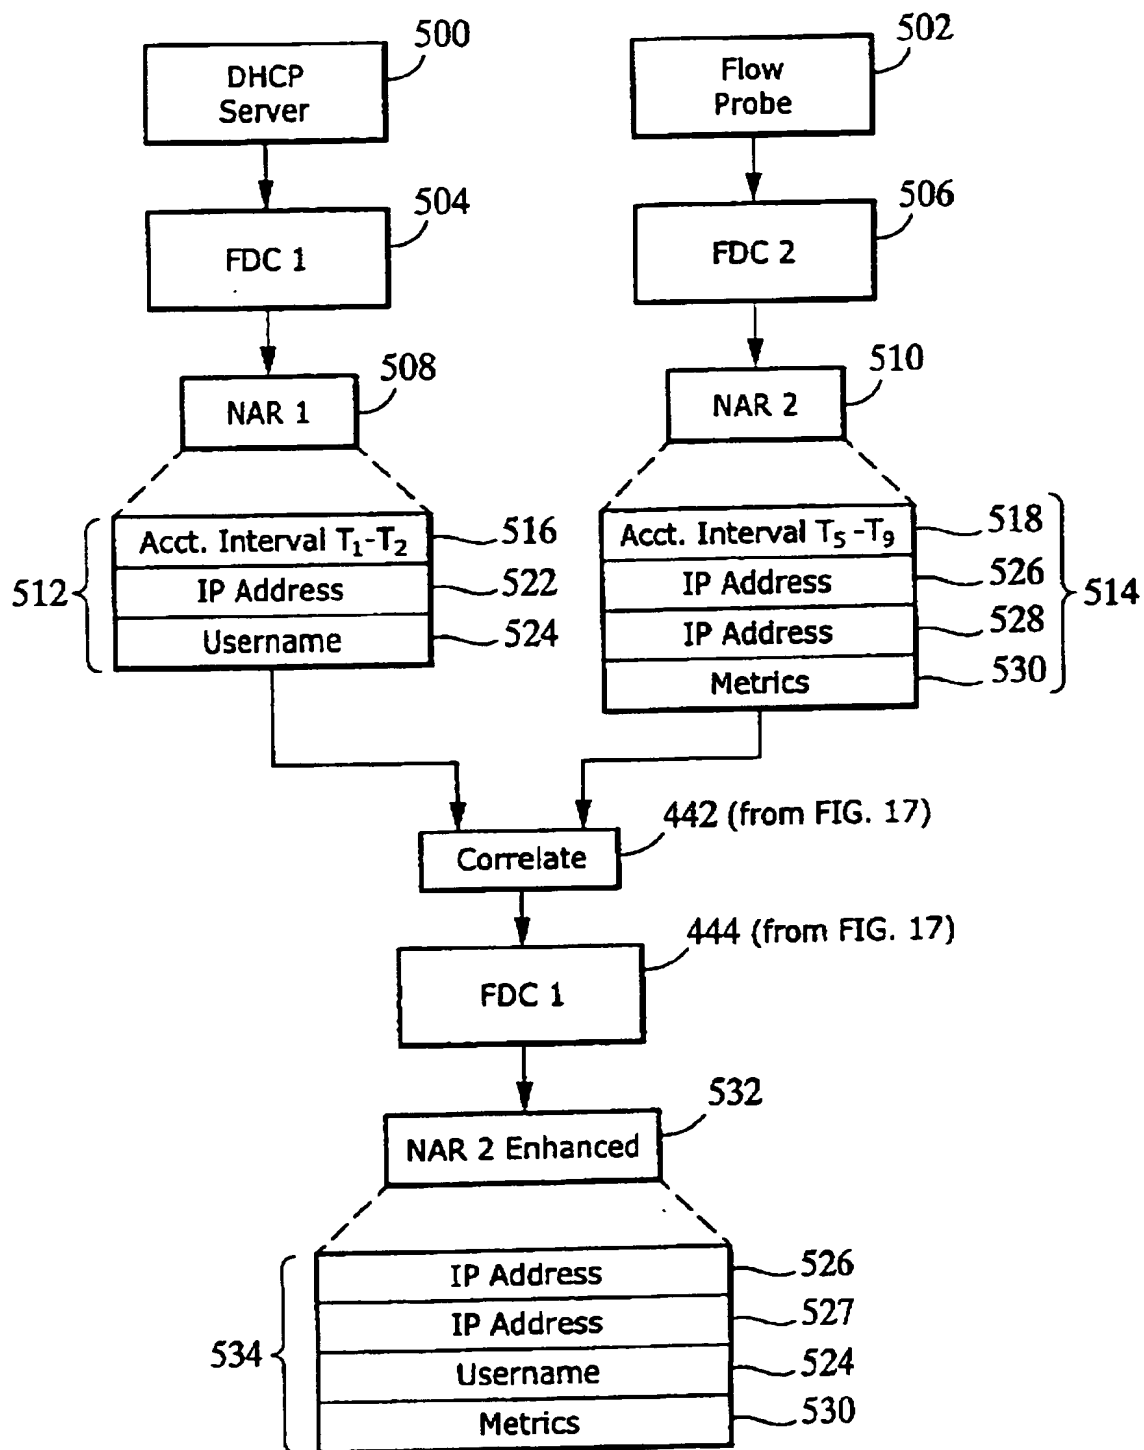 500
DHCP
Server
502
Flow
Probe
504
FDC 1
506
FDC 2
508
NAR 1
510
NAR 2
512
Acct. Interval T₁-T₂
516
IP Address
522
Username
524
Acct. Interval T₅-T₉
518
IP Address
526
IP Address
528
Metrics
530
514
442 (from FIG. 17)
Correlate
444 (from FIG. 17)
FDC 1
532
NAR 2 Enhanced
534
IP Address
526
IP Address
527
Username
524
Metrics
530